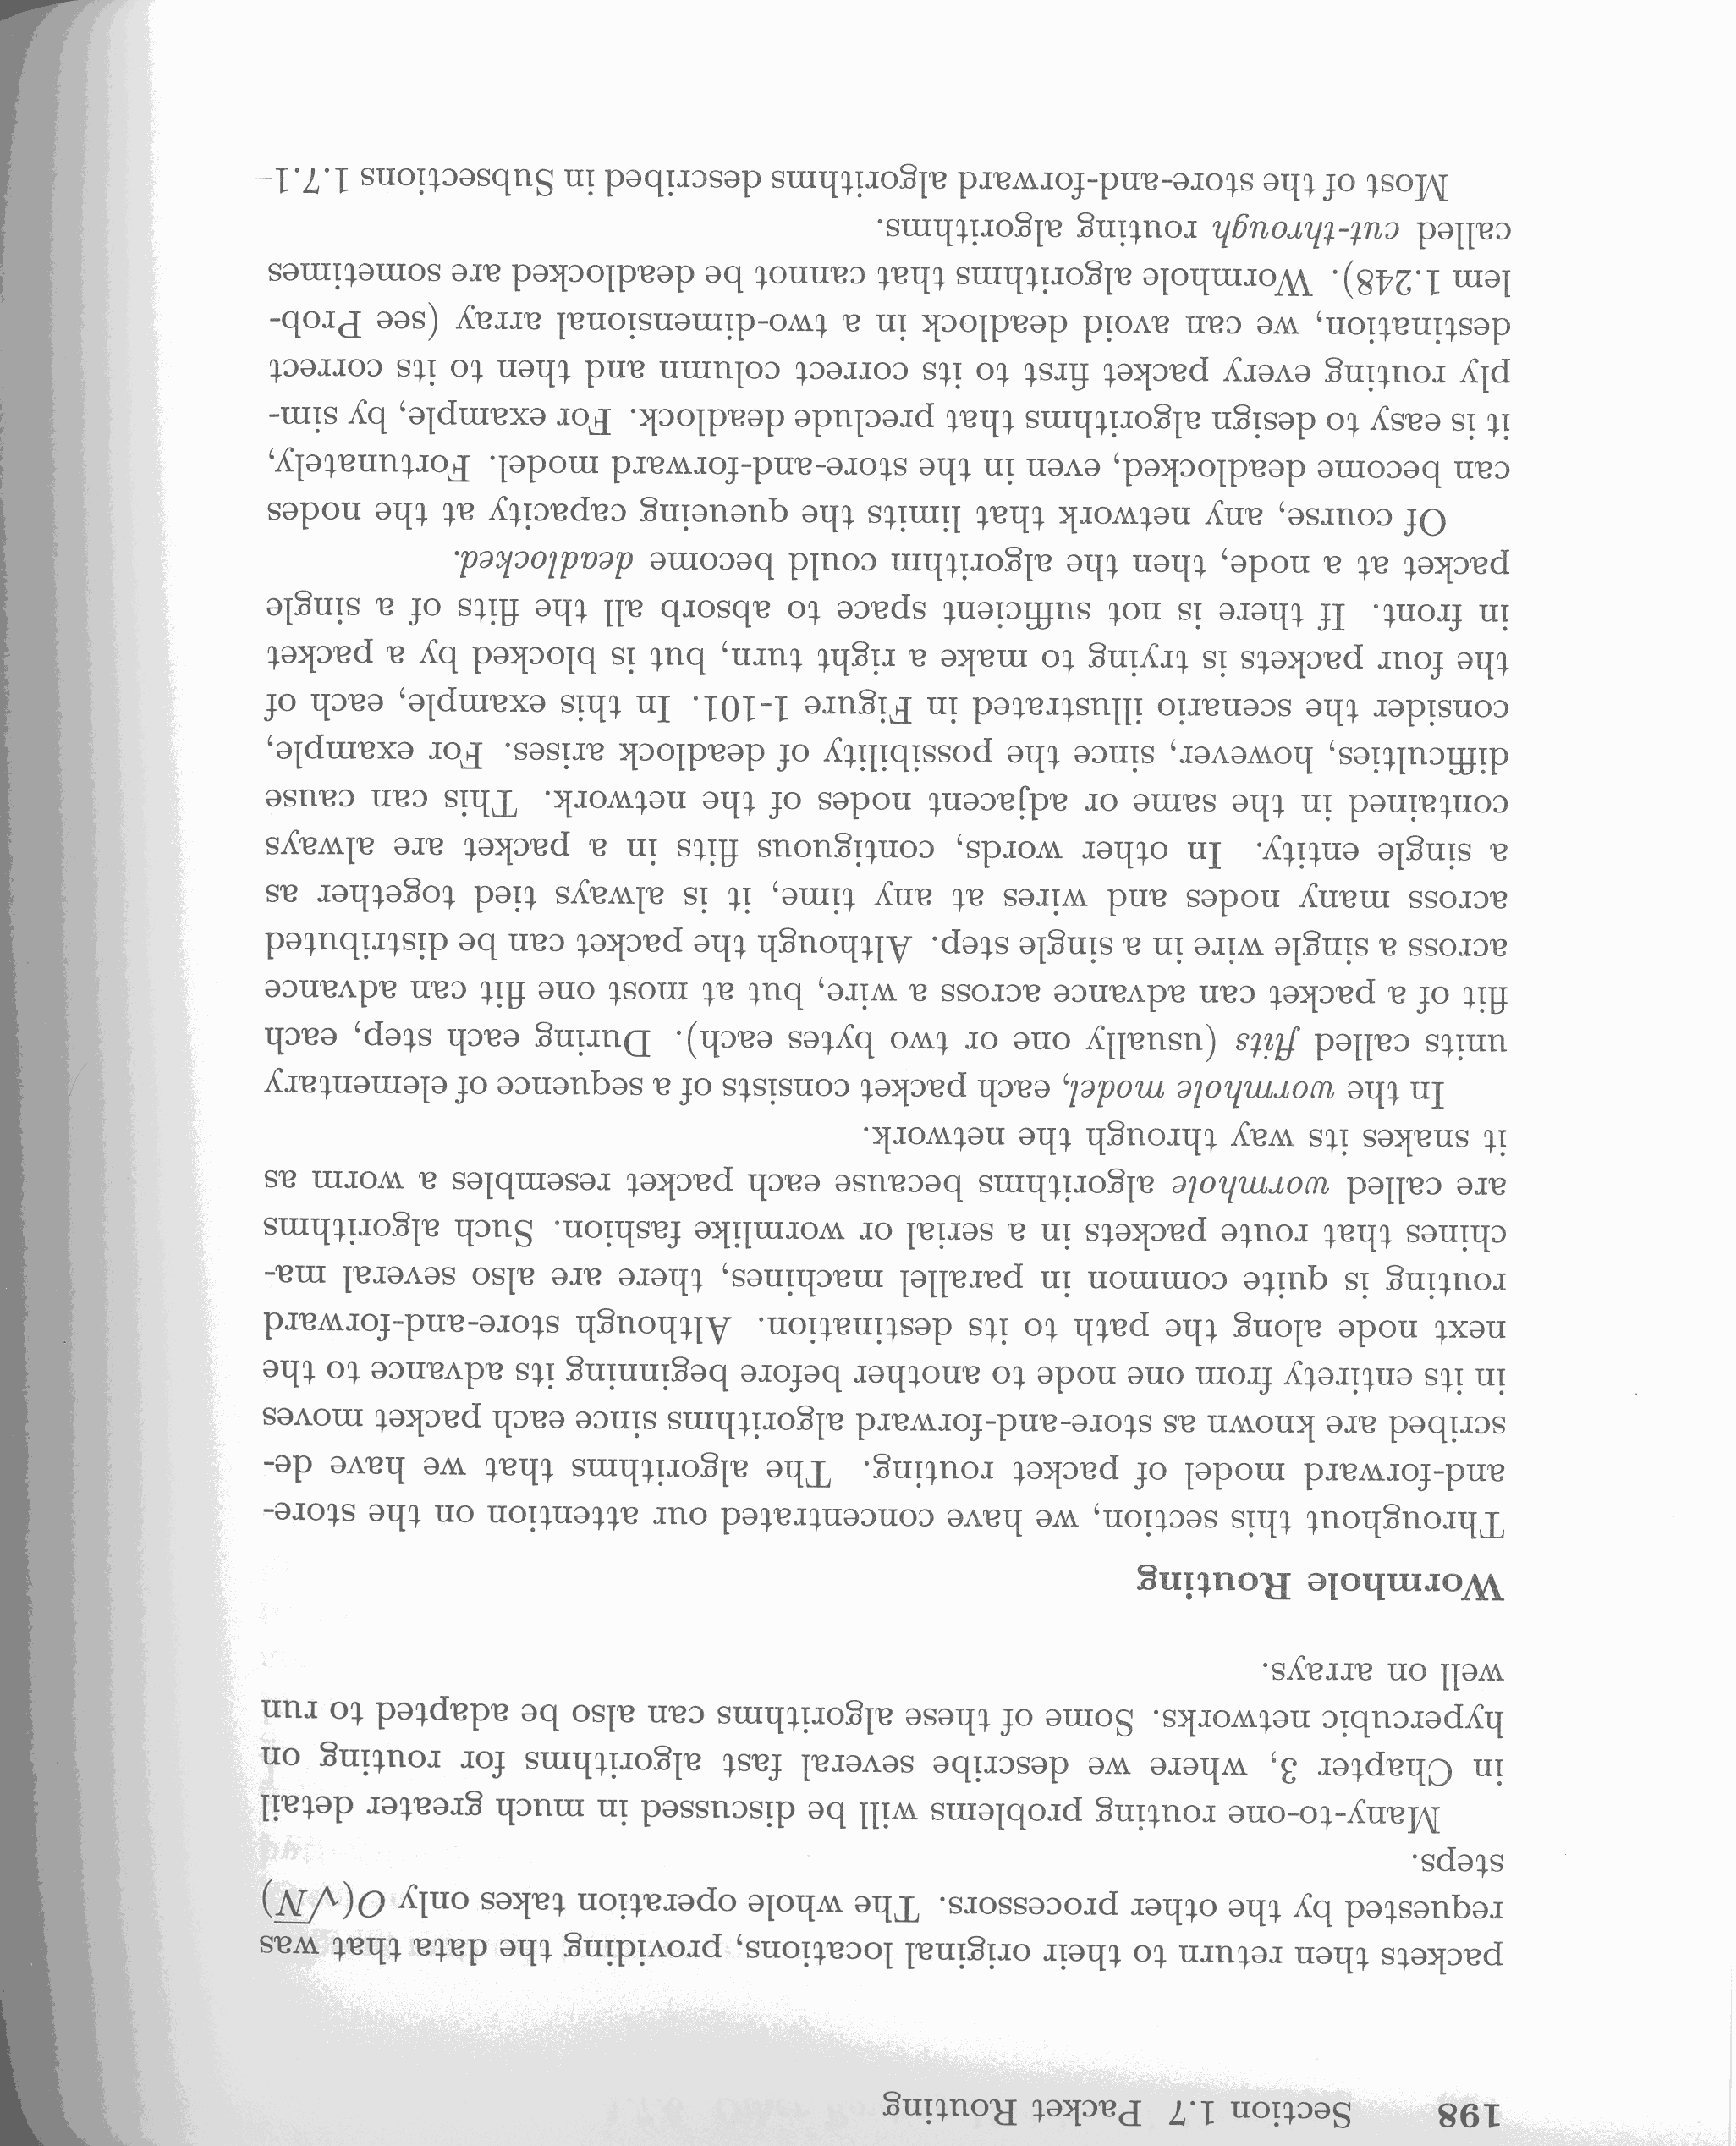 198 Section 1.7 Packet Routing
packets then return to their original locations, providing the data that was
requested by the other processors. The whole operation takes only O(√N)
steps.
Many-to-one routing problems will be discussed in much greater detail
in Chapter 3, where we describe several fast algorithms for routing on
hypercubic networks. Some of these algorithms can also be adapted to run
well on arrays.
Wormhole Routing
Throughout this section, we have concentrated our attention on the store-
and-forward model of packet routing. The algorithms that we have de-
scribed are known as store-and-forward algorithms since each packet moves
in its entirety from one node to another before beginning its advance to the
next node along the path to its destination. Although store-and-forward
routing is quite common in parallel machines, there are also several ma-
chines that route packets in a serial or wormlike fashion. Such algorithms
are called wormhole algorithms because each packet resembles a worm as
it snakes its way through the network.
In the wormhole model, each packet consists of a sequence of elementary
units called flits (usually one or two bytes each). During each step, each
flit of a packet can advance across a wire, but at most one flit can advance
across a single wire in a single step. Although the packet can be distributed
across many nodes and wires at any time, it is always tied together as
a single entity. In other words, contiguous flits in a packet are always
contained in the same or adjacent nodes of the network. This can cause
difficulties, however, since the possibility of deadlock arises. For example,
consider the scenario illustrated in Figure 1-101. In this example, each of
the four packets is trying to make a right turn, but is blocked by a packet
in front. If there is not sufficient space to absorb all the flits of a single
packet at a node, then the algorithm could become deadlocked.
Of course, any network that limits the queueing capacity at the nodes
can become deadlocked, even in the store-and-forward model. Fortunately,
it is easy to design algorithms that preclude deadlock. For example, by sim-
ply routing every packet first to its correct column and then to its correct
destination, we can avoid deadlock in a two-dimensional array (see Prob-
lem 1.248). Wormhole algorithms that cannot be deadlocked are sometimes
called cut-through routing algorithms.
Most of the store-and-forward algorithms described in Subsections 1.7.1–